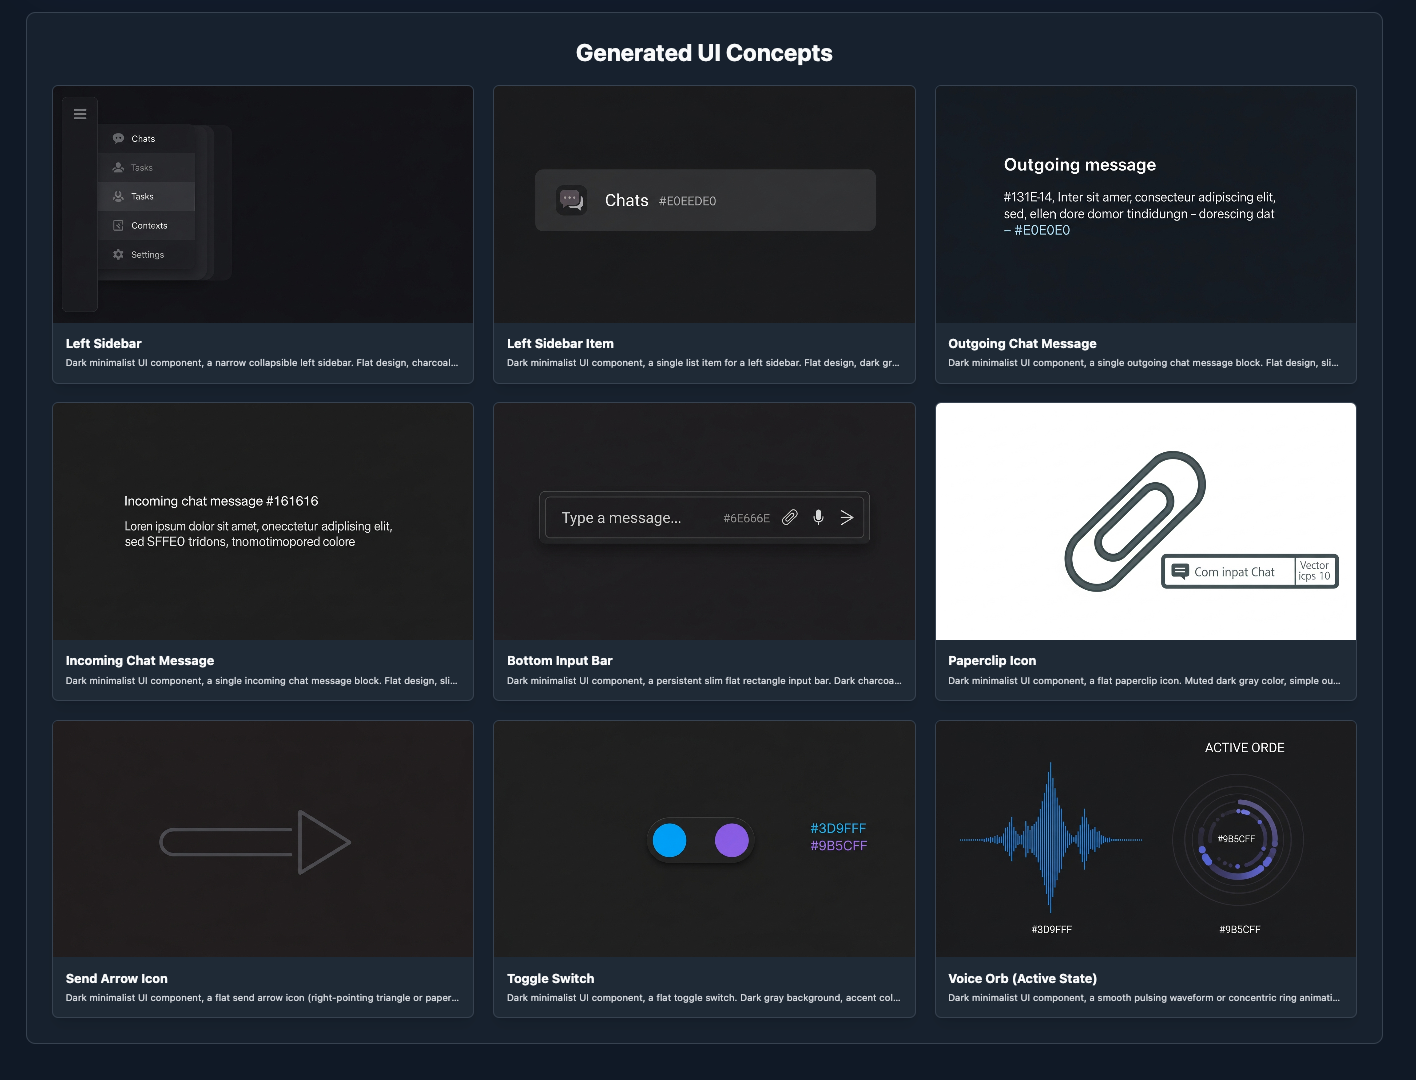 Generated UI Concepts
Chats
Tasks
Tasks
Contexts
Settings
Left Sidebar
Dark minimalist UI component, a narrow collapsible left sidebar. Flat design, charcoal...
Chats #E0EEDE0
Left Sidebar Item
Dark minimalist UI component, a single list item for a left sidebar. Flat design, dark gr...
Outgoing message
#131E-14, Inter sit amer, consecteur adipiscing elit,
sed, ellen dore domor tindidungn – dorescing dat
– #E0E0E0
Outgoing Chat Message
Dark minimalist UI component, a single outgoing chat message block. Flat design, sli...
Incoming chat message #161616
Loren ipsum dolor sit amet, onecctetur adiplising elit,
sed SFFE0 tridons, tnomotimopored colore
Incoming Chat Message
Dark minimalist UI component, a single incoming chat message block. Flat design, sli...
Type a message... #6E666E
Bottom Input Bar
Dark minimalist UI component, a persistent slim flat rectangle input bar. Dark charcoa...
Com inpat Chat
Vector
icps 10
Paperclip Icon
Dark minimalist UI component, a flat paperclip icon. Muted dark gray color, simple ou...
Send Arrow Icon
Dark minimalist UI component, a flat send arrow icon (right-pointing triangle or paper...
#3D9FFF
#9B5CFF
Toggle Switch
Dark minimalist UI component, a flat toggle switch. Dark gray background, accent col...
ACTIVE ORDE
#9B5CFF
#3D9FFF
#9B5CFF
Voice Orb (Active State)
Dark minimalist UI component, a smooth pulsing waveform or concentric ring animati...